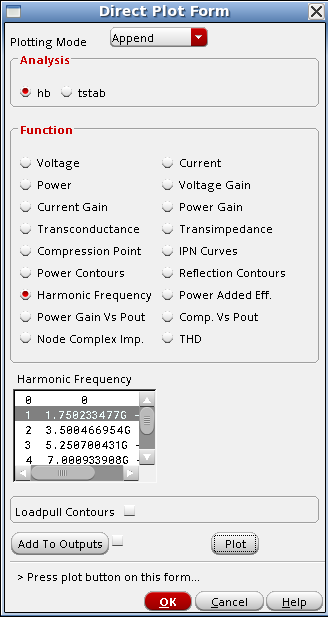 Direct Plot Form
Plotting Mode Append
Analysis
hb tstab
Function
Voltage Current
Power Voltage Gain
Current Gain Power Gain
Transconductance Transimpedance
Compression Point IPN Curves
Power Contours Reflection Contours
Harmonic Frequency Power Added Eff.
Power Gain Vs Pout Comp. Vs Pout
Node Complex Imp. THD
Harmonic Frequency
0 0
1 1.750233477G -
2 3.500466954G -
3 5.250700431G -
4 7.000933908G -
Loadpull Contours
Add To Outputs Plot
> Press plot button on this form...
OK Cancel Help